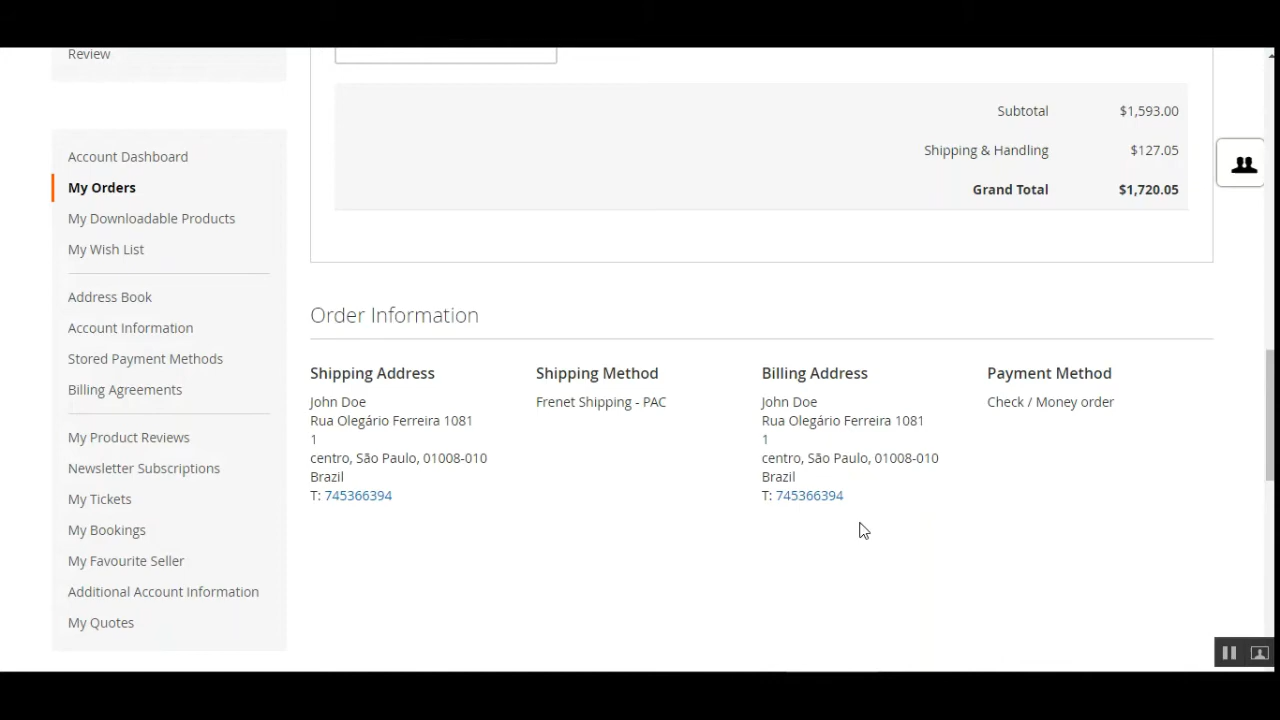 Review
Account Dashboard
My Orders
My Downloadable Products
My Wish List
Address Book
Account Information
Stored Payment Methods
Billing Agreements
My Product Reviews
Newsletter Subscriptions
My Tickets
My Bookings
My Favourite Seller
Additional Account Information
My Quotes
Subtotal $1,593.00
Shipping & Handling $127.05
Grand Total $1,720.05
Order Information
Shipping Address
John Doe
Rua Olegário Ferreira 1081
1
centro, São Paulo, 01008-010
Brazil
T: 745366394
Shipping Method
Frenet Shipping - PAC
Billing Address
John Doe
Rua Olegário Ferreira 1081
1
centro, São Paulo, 01008-010
Brazil
T: 745366394
Payment Method
Check / Money order